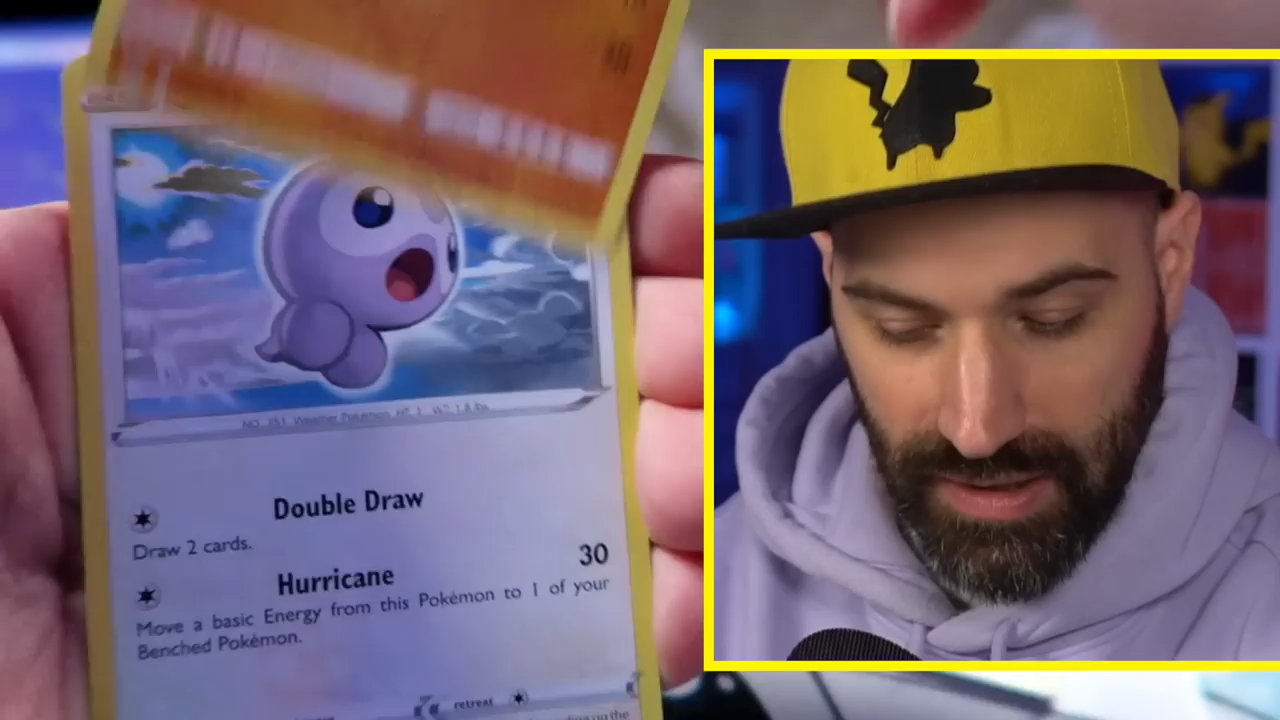 Double Draw
Draw 2 cards.
Hurricane 30
Move a basic Energy from this Pokémon to 1 of your
Benched Pokémon.
retreat